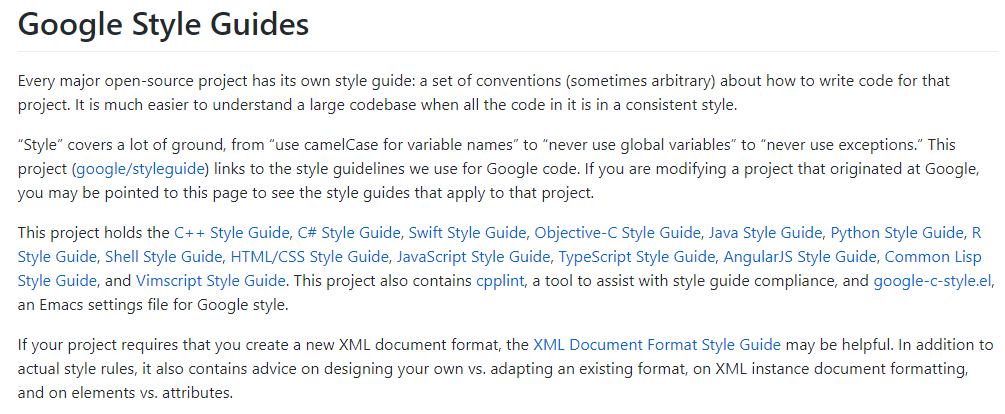 Google Style Guides
Every major open-source project has its own style guide: a set of conventions (sometimes arbitrary) about how to write code for that
project. It is much easier to understand a large codebase when all the code in it is in a consistent style.
“Style” covers a lot of ground, from “use camelCase for variable names” to “never use global variables” to “never use exceptions.” This
project (google/styleguide) links to the style guidelines we use for Google code. If you are modifying a project that originated at Google,
you may be pointed to this page to see the style guides that apply to that project.
This project holds the C++ Style Guide, C# Style Guide, Swift Style Guide, Objective-C Style Guide, Java Style Guide, Python Style Guide, R
Style Guide, Shell Style Guide, HTML/CSS Style Guide, JavaScript Style Guide, TypeScript Style Guide, AngularJS Style Guide, Common Lisp
Style Guide, and Vimscript Style Guide. This project also contains cpplint, a tool to assist with style guide compliance, and google-c-style.el,
an Emacs settings file for Google style.
If your project requires that you create a new XML document format, the XML Document Format Style Guide may be helpful. In addition to
actual style rules, it also contains advice on designing your own vs. adapting an existing format, on XML instance document formatting,
and on elements vs. attributes.